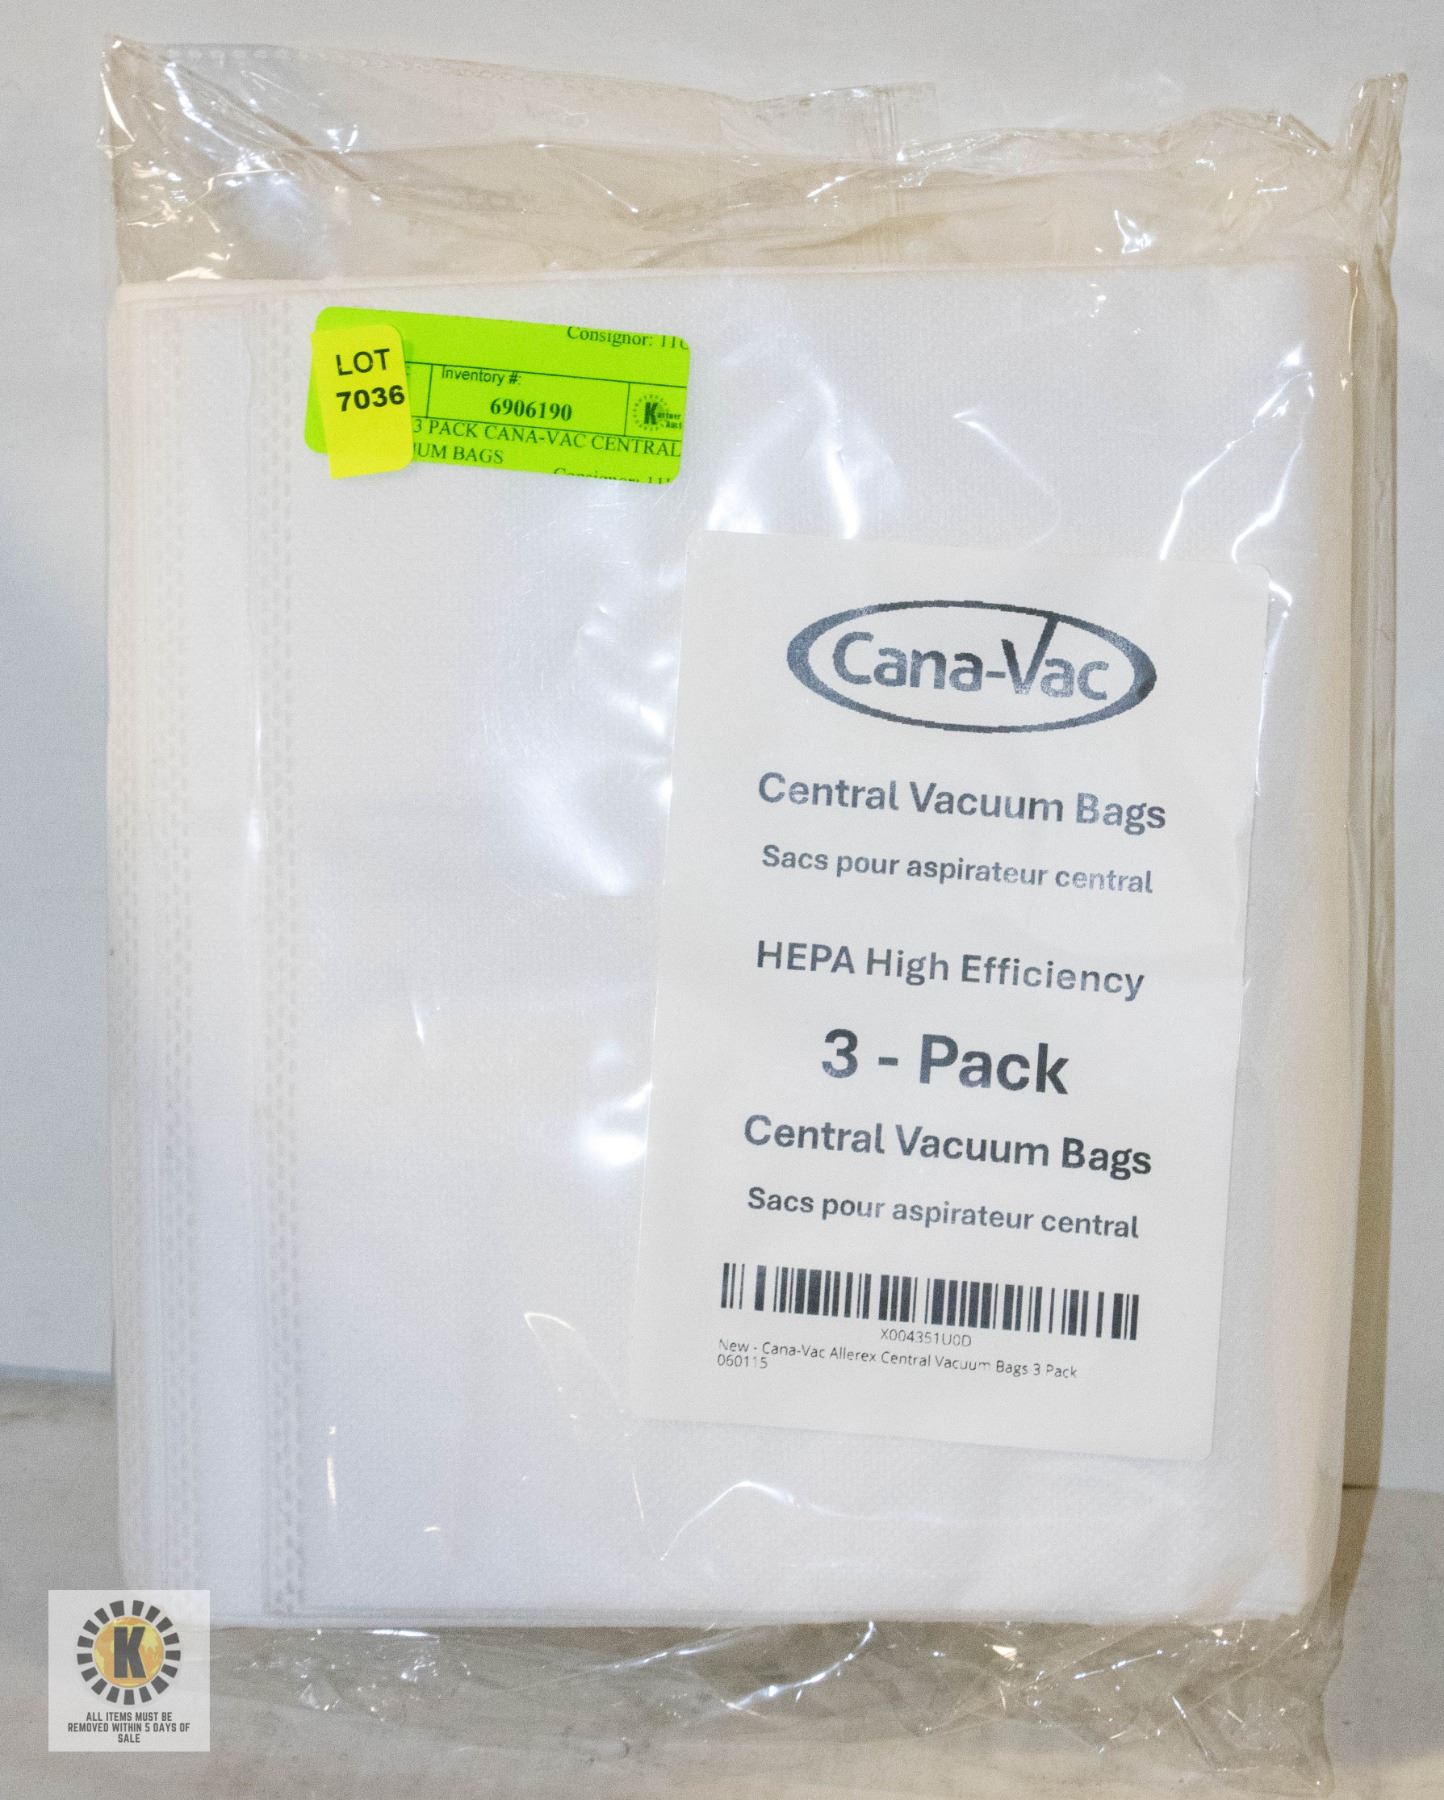 Consignor:
LOT
7036
Inventory #:
6906190
K
3 PACK CANA-VAC CENTRAL
UM BAGS
Cana-Vac
Central Vacuum Bags
Sacs pour aspirateur central
HEPA High Efficiency
3 - Pack
Central Vacuum Bags
Sacs pour aspirateur central
X004351U0D
New - Cana-Vac Allerex Central Vacuum Bags 3 Pack
060115
K
ALL ITEMS MUST BE
REMOVED WITHIN 5 DAYS OF
SALE